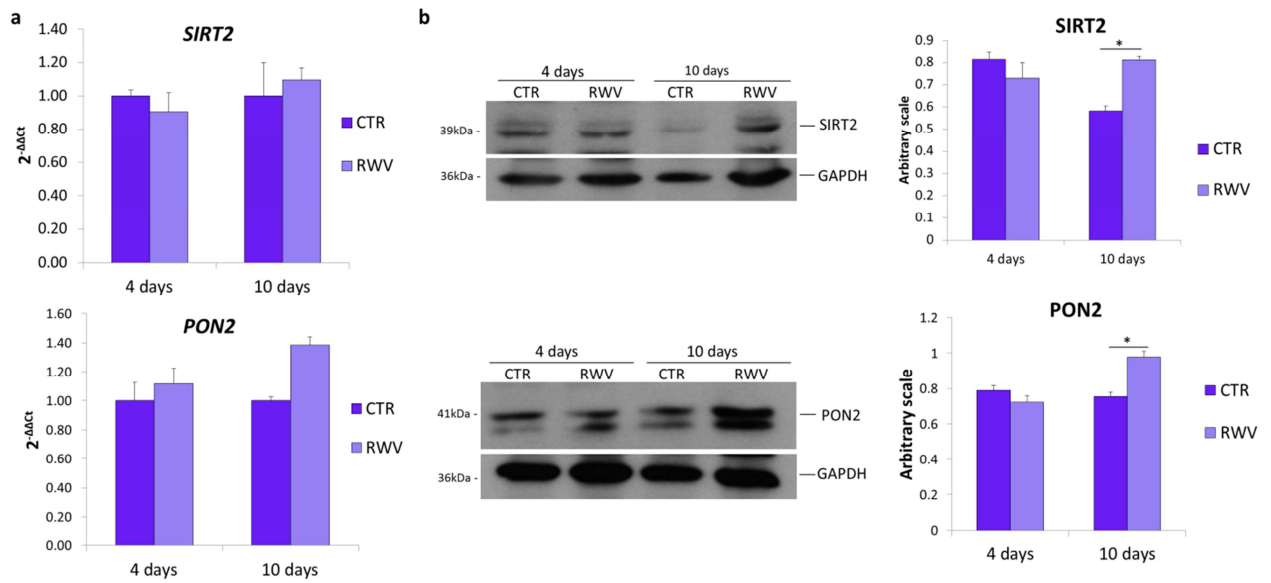 a
SIRT2
1.40
1.20
1.00
0.80
0.60
0.40
0.20
0.00
2^-ΔΔCt
4 days
10 days
CTR
RWV
PON2
1.60
1.40
1.20
1.00
0.80
0.60
0.40
0.20
0.00
2^-ΔΔCt
4 days
10 days
CTR
RWV
b
4 days
10 days
CTR
RWV
CTR
RWV
39kDa -
SIRT2
36kDa -
GAPDH
SIRT2
0.9
0.8
0.7
0.6
0.5
0.4
0.3
0.2
0.1
0
Arbitrary scale
*
4 days
10 days
CTR
RWV
4 days
10 days
CTR
RWV
CTR
RWV
41kDa -
PON2
36kDa -
GAPDH
PON2
1.2
1
0.8
0.6
0.4
0.2
0
Arbitrary scale
*
4 days
10 days
CTR
RWV